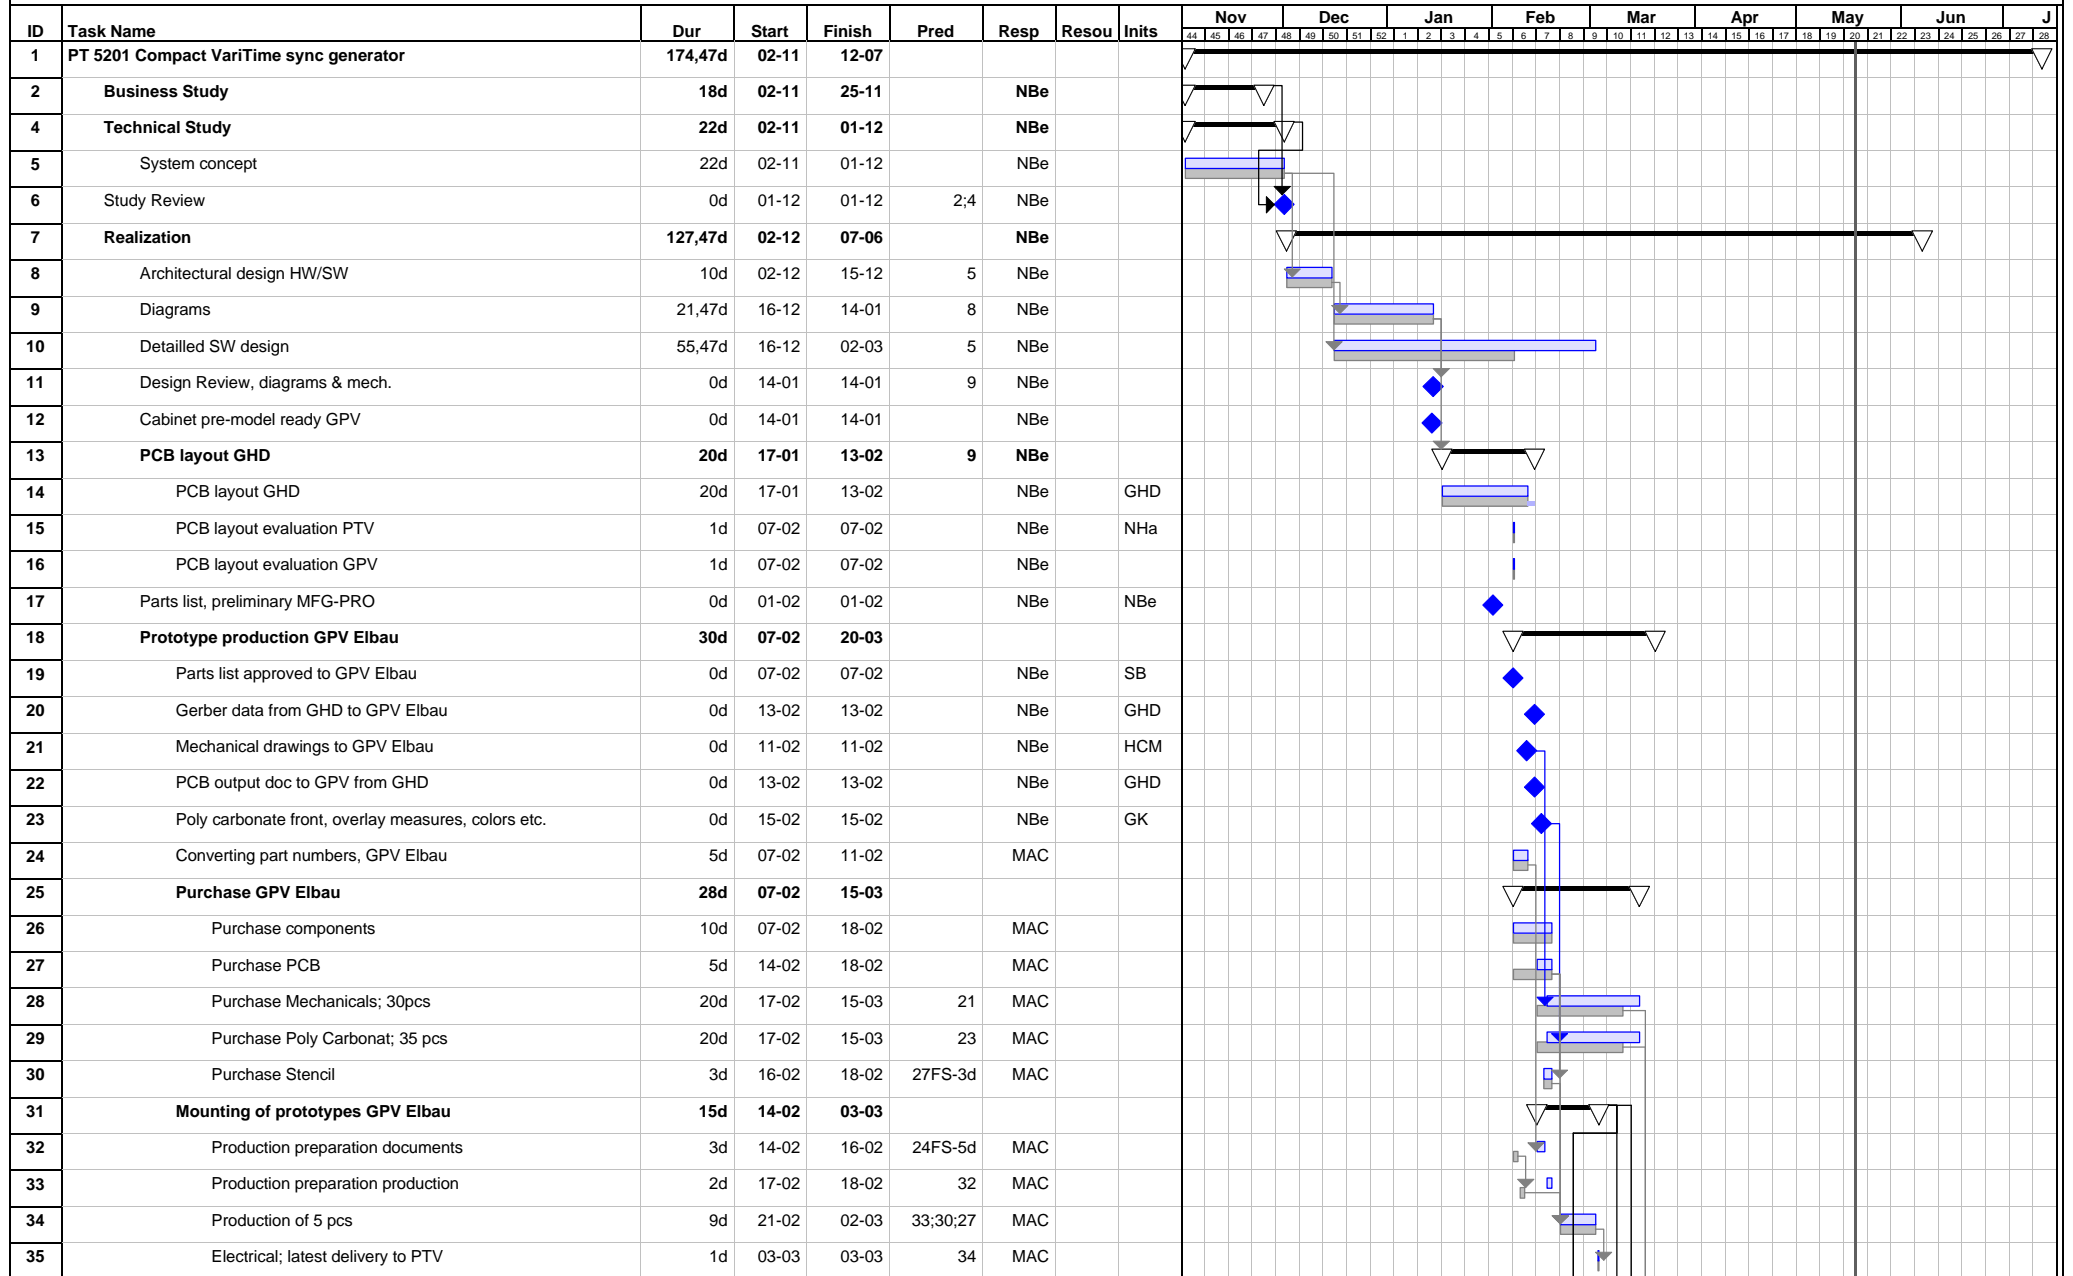 Nov Dec Jan Feb Mar Apr May Jun J
ID Task Name Dur Start Finish Pred Resp Resou Inits 44 45 46 47 48 49 50 51 52 1 2 3 4 5 6 7 8 9 10 11 12 13 14 15 16 17 18 19 20 21 22 23 24 25 26 27 28
1 PT 5201 Compact VariTime sync generator 174,47d 02-11 12-07
2 Business Study 18d 02-11 25-11 NBe
4 Technical Study 22d 02-11 01-12 NBe
5 System concept 22d 02-11 01-12 NBe
6 Study Review 0d 01-12 01-12 2;4 NBe
7 Realization 127,47d 02-12 07-06 NBe
8 Architectural design HW/SW 10d 02-12 15-12 5 NBe
9 Diagrams 21,47d 16-12 14-01 8 NBe
10 Detailled SW design 55,47d 16-12 02-03 5 NBe
11 Design Review, diagrams & mech. 0d 14-01 14-01 9 NBe
12 Cabinet pre-model ready GPV 0d 14-01 14-01 NBe
13 PCB layout GHD 20d 17-01 13-02 9 NBe
14 PCB layout GHD 20d 17-01 13-02 NBe GHD
15 PCB layout evaluation PTV 1d 07-02 07-02 NBe NHa
16 PCB layout evaluation GPV 1d 07-02 07-02 NBe
17 Parts list, preliminary MFG-PRO 0d 01-02 01-02 NBe NBe
18 Prototype production GPV Elbau 30d 07-02 20-03
19 Parts list approved to GPV Elbau 0d 07-02 07-02 NBe SB
20 Gerber data from GHD to GPV Elbau 0d 13-02 13-02 NBe GHD
21 Mechanical drawings to GPV Elbau 0d 11-02 11-02 NBe HCM
22 PCB output doc to GPV from GHD 0d 13-02 13-02 NBe GHD
23 Poly carbonate front, overlay measures, colors etc. 0d 15-02 15-02 NBe GK
24 Converting part numbers, GPV Elbau 5d 07-02 11-02 MAC
25 Purchase GPV Elbau 28d 07-02 15-03
26 Purchase components 10d 07-02 18-02 MAC
27 Purchase PCB 5d 14-02 18-02 MAC
28 Purchase Mechanicals; 30pcs 20d 17-02 15-03 21 MAC
29 Purchase Poly Carbonat; 35 pcs 20d 17-02 15-03 23 MAC
30 Purchase Stencil 3d 16-02 18-02 27FS-3d MAC
31 Mounting of prototypes GPV Elbau 15d 14-02 03-03
32 Production preparation documents 3d 14-02 16-02 24FS-5d MAC
33 Production preparation production 2d 17-02 18-02 32 MAC
34 Production of 5 pcs 9d 21-02 02-03 33;30;27 MAC
35 Electrical; latest delivery to PTV 1d 03-03 03-03 34 MAC